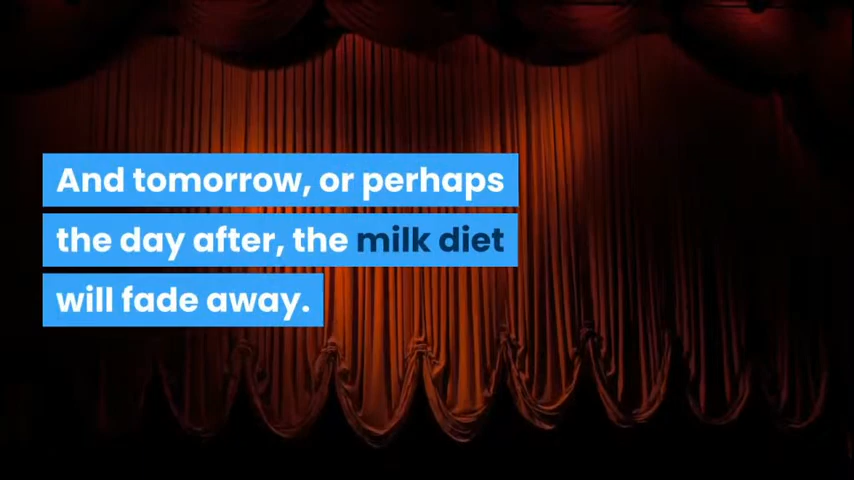 And tomorrow, or perhaps
the day after, the milk diet
will fade away.